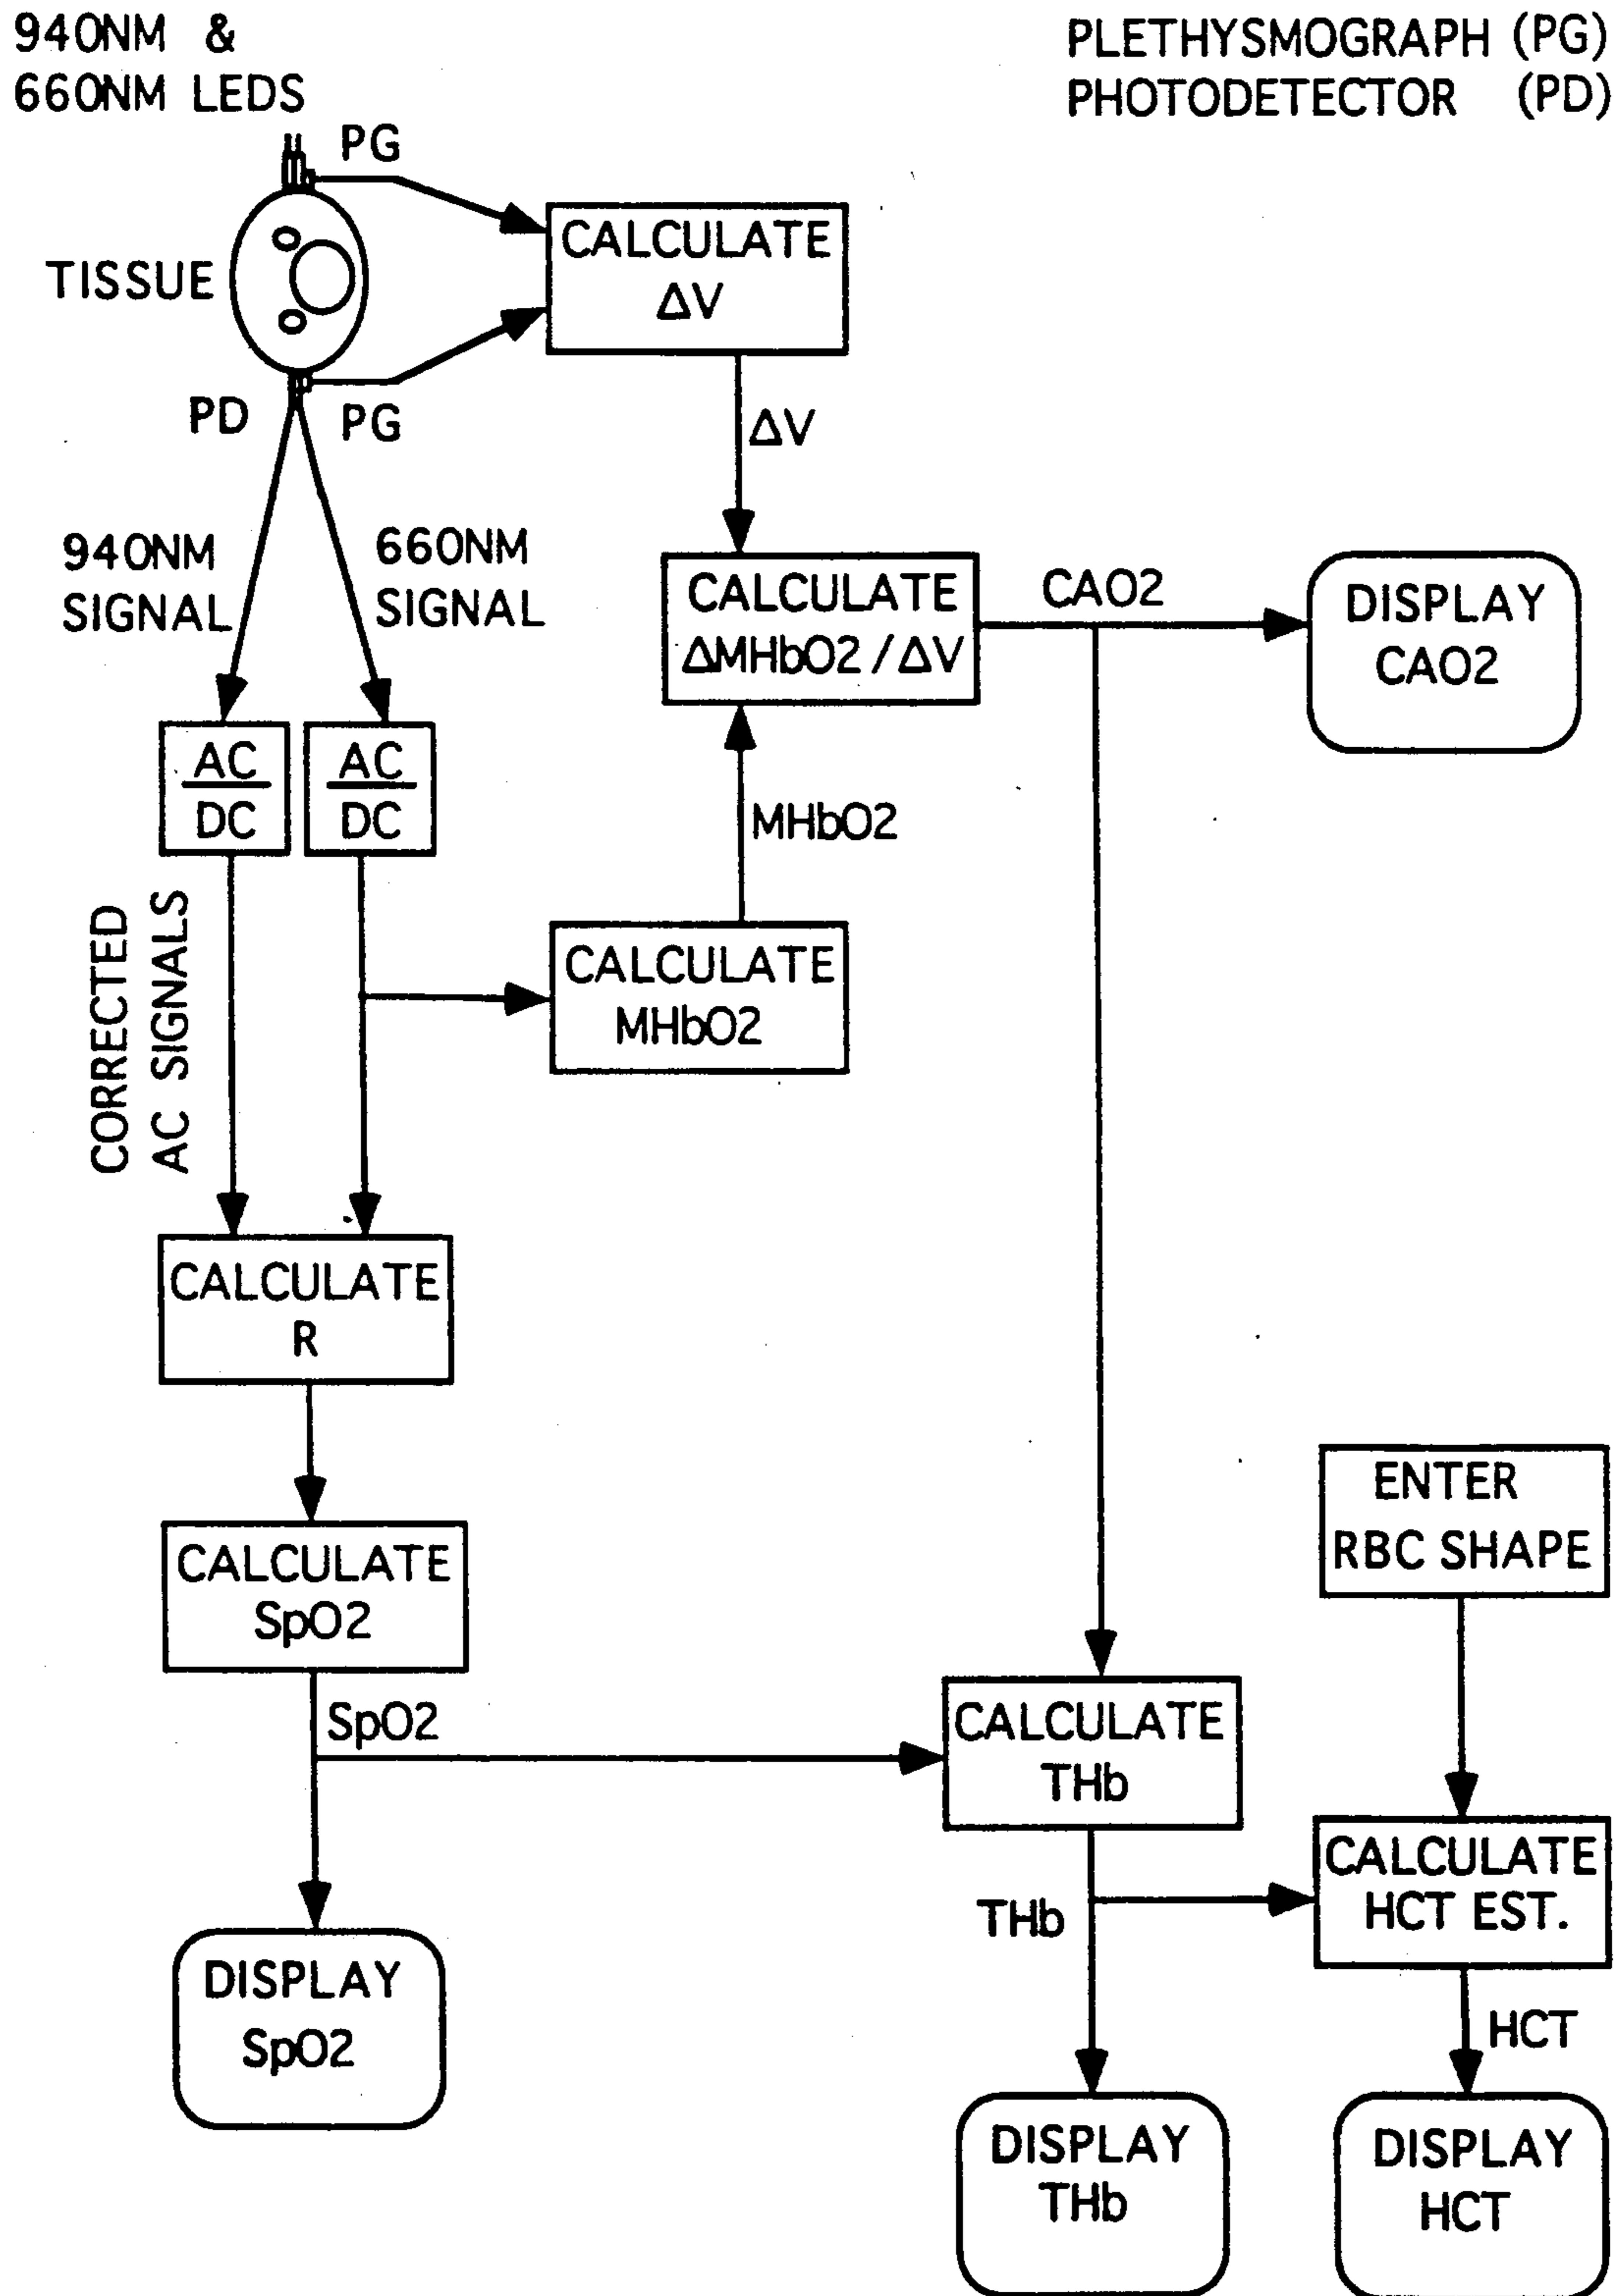 940NM &
660NM LEDS
PLETHYSMOGRAPH (PG)
PHOTODETECTOR (PD)
PG
TISSUE
CALCULATE
ΔV
PD
PG
ΔV
940NM
SIGNAL
660NM
SIGNAL
CALCULATE
ΔMHbO2/ΔV
CAO2
DISPLAY
CAO2
AC
DC
AC
DC
MHbO2
CORRECTED
AC SIGNALS
CALCULATE
MHbO2
CALCULATE
R
ENTER
RBC SHAPE
CALCULATE
SpO2
SpO2
CALCULATE
THb
CALCULATE
HCT EST.
THb
DISPLAY
SpO2
HCT
DISPLAY
THb
DISPLAY
HCT